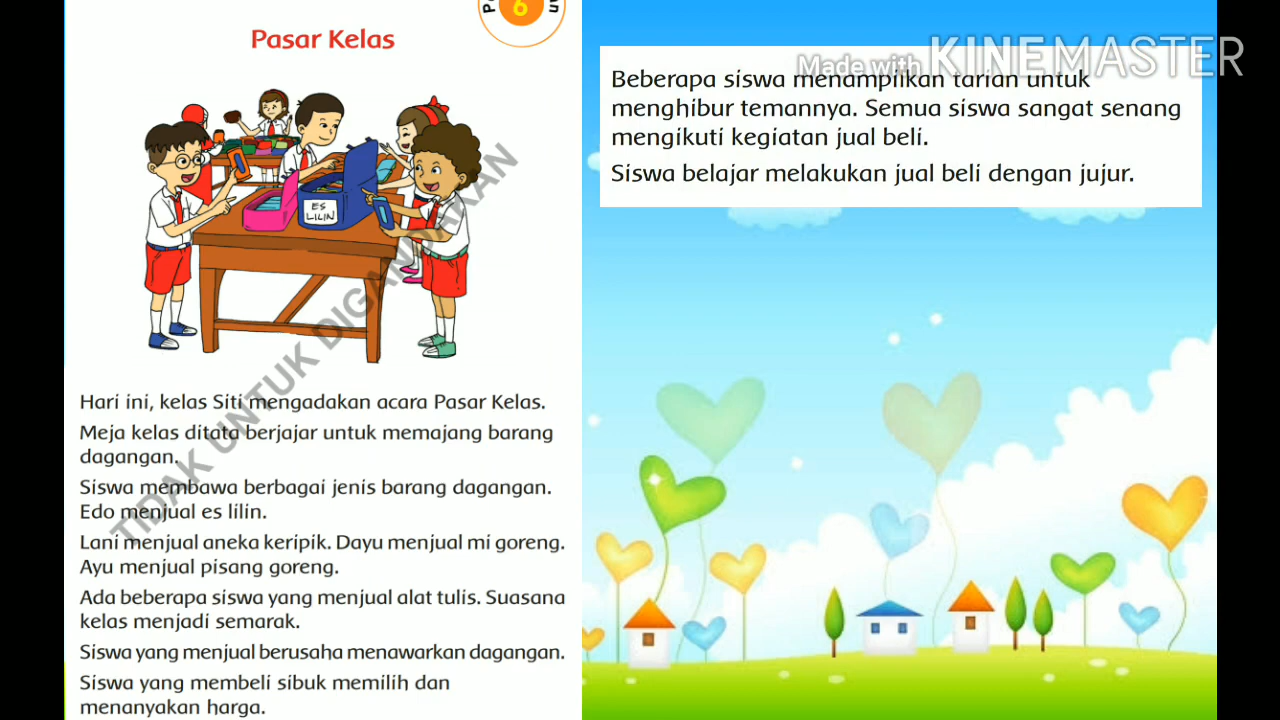 6
Pasar Kelas
ES
LILIN
TIDAK UNTUK DIGANDAKAN
Hari ini, kelas Siti mengadakan acara Pasar Kelas.
Meja kelas ditata berjajar untuk memajang barang
dagangan.
Siswa membawa berbagai jenis barang dagangan.
Edo menjual es lilin.
Lani menjual aneka keripik. Dayu menjual mi goreng.
Ayu menjual pisang goreng.
Ada beberapa siswa yang menjual alat tulis. Suasana
kelas menjadi semarak.
Siswa yang menjual berusaha menawarkan dagangan.
Siswa yang membeli sibuk memilih dan
menanyakan harga.
Made with KINEMASTER
Beberapa siswa menampilkan tarian untuk
menghibur temannya. Semua siswa sangat senang
mengikuti kegiatan jual beli.
Siswa belajar melakukan jual beli dengan jujur.